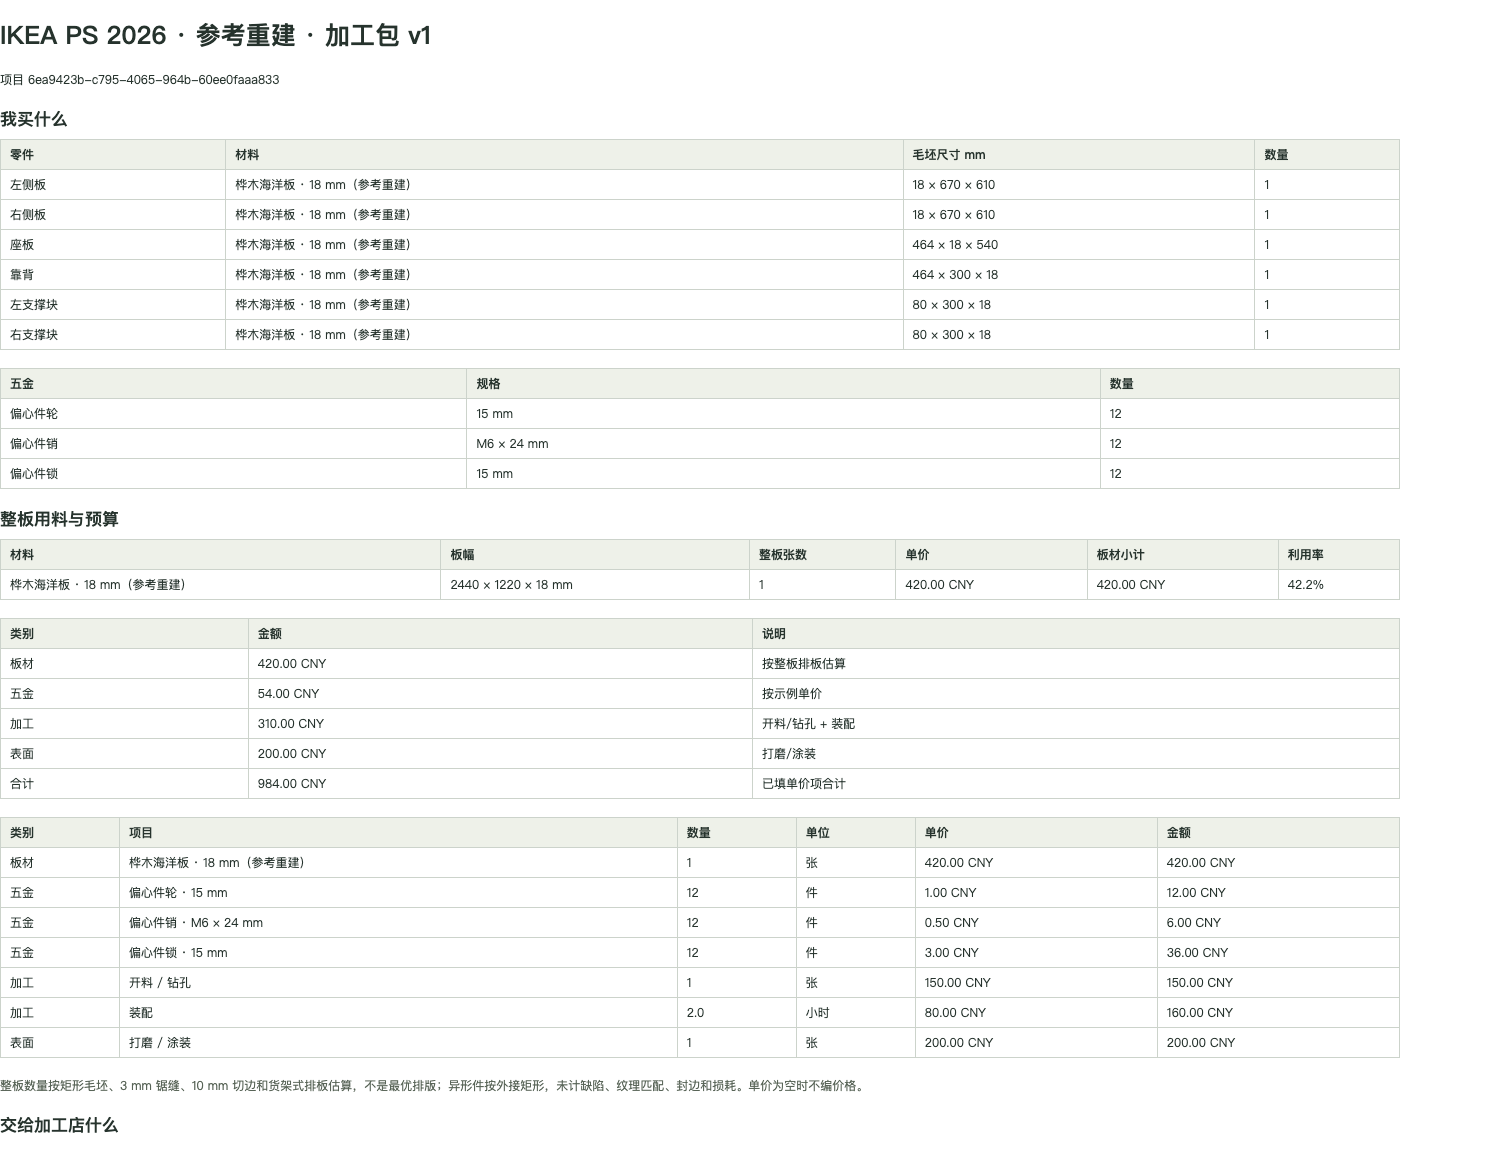 IKEA PS 2026 · 参考重建 · 加工包 v1
项目 6ea9423b-c795-4065-964b-60ee0faaa833
我买什么
零件 材料 毛坯尺寸 mm 数量
左侧板 桦木海洋板 · 18 mm（参考重建） 18 × 670 × 610 1
右侧板 桦木海洋板 · 18 mm（参考重建） 18 × 670 × 610 1
座板 桦木海洋板 · 18 mm（参考重建） 464 × 18 × 540 1
靠背 桦木海洋板 · 18 mm（参考重建） 464 × 300 × 18 1
左支撑块 桦木海洋板 · 18 mm（参考重建） 80 × 300 × 18 1
右支撑块 桦木海洋板 · 18 mm（参考重建） 80 × 300 × 18 1
五金 规格 数量
偏心件轮 15 mm 12
偏心件销 M6 × 24 mm 12
偏心件锁 15 mm 12
整板用料与预算
材料 板幅 整板张数 单价 板材小计 利用率
桦木海洋板 · 18 mm（参考重建） 2440 × 1220 × 18 mm 1 420.00 CNY 420.00 CNY 42.2%
类别 金额 说明
板材 420.00 CNY 按整板排板估算
五金 54.00 CNY 按示例单价
加工 310.00 CNY 开料/钻孔 + 装配
表面 200.00 CNY 打磨/涂装
合计 984.00 CNY 已填单价项合计
类别 项目 数量 单位 单价 金额
板材 桦木海洋板 · 18 mm（参考重建） 1 张 420.00 CNY 420.00 CNY
五金 偏心件轮 · 15 mm 12 件 1.00 CNY 12.00 CNY
五金 偏心件销 · M6 × 24 mm 12 件 0.50 CNY 6.00 CNY
五金 偏心件锁 · 15 mm 12 件 3.00 CNY 36.00 CNY
加工 开料 / 钻孔 1 张 150.00 CNY 150.00 CNY
加工 装配 2.0 小时 80.00 CNY 160.00 CNY
表面 打磨 / 涂装 1 张 200.00 CNY 200.00 CNY
整板数量按矩形毛坯、3 mm 锯缝、10 mm 切边和货架式排板估算，不是最优排版；异形件按外接矩形，未计缺陷、纹理匹配、封边和损耗。单价为空时不编价格。
交给加工店什么